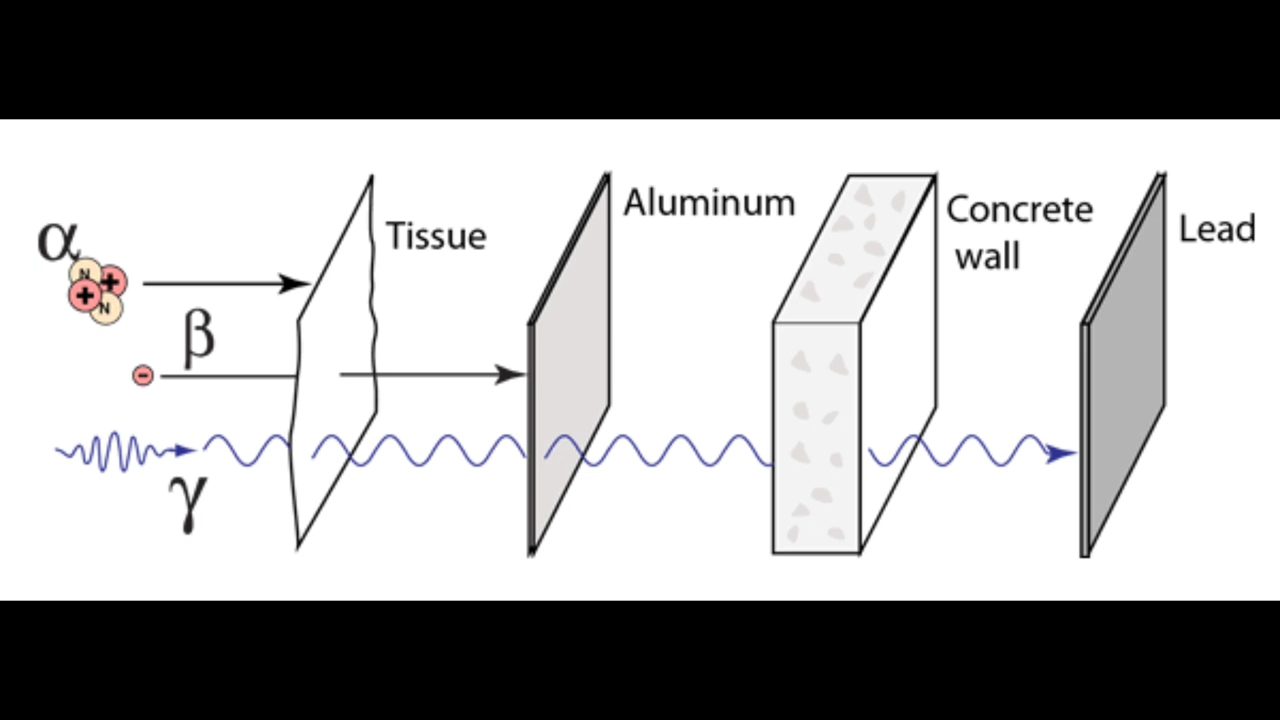 α
N
+
+
N
Tissue
Aluminum
Concrete
wall
Lead
β
-
γ